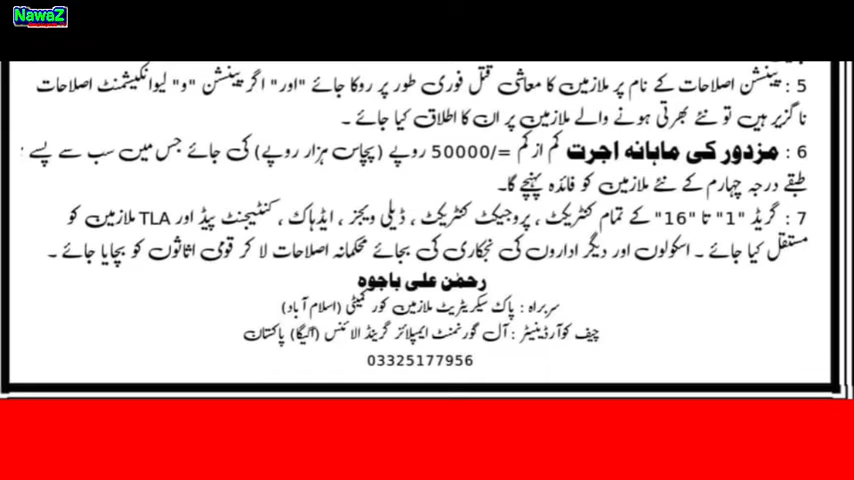 NawaZ
5 : پینشن اصلاحات کے نام پر ملازمین کا معاشی قتل فوری طور پر روکا جائے "اور" اگر پینشن "و" لیوانکیشمنٹ اصلاحات
ناگزیر ہیں تو نئے بھرتی ہونے والے ملازمین پر ان کا اطلاق کیا جائے ۔
6 : مزدور کی ماہانہ اجرت کم از کم =/50000 روپے (پچاس ہزار روپے) کی جائے جس میں سب سے پسے
طبقے درجہ چہارم کے نئے ملازمین کو فائدہ پہنچے گا۔
7 : گریڈ "1" تا "16" کے تمام کنٹریکٹ ، پروجیکٹ کنٹریکٹ ، ڈیلی ویجز ، ایڈہاک ، کنٹیجنٹ پیڈ اور TLA ملازمین کو
مستقل کیا جائے ۔ اسکولوں اور دیگر اداروں کی نجکاری کی بجائے محکمانہ اصلاحات لا کر قومی اثاثوں کو بچایا جائے ۔
رحمٰن علی باجوہ
سربراہ : پاک سیکریٹریٹ ملازمین کور کمیٹی (اسلام آباد)
چیف کوآرڈینیٹر : آل گورنمنٹ ایمپلائز گرینڈ الائنس (اگیگا) پاکستان
03325177956